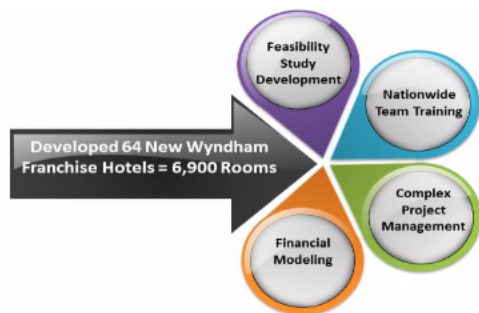 Feasibility
Study
Development
Nationwide
Team Training
Developed 64 New Wyndham
Franchise Hotels = 6,900 Rooms
Complex
Project
Management
Financial
Modeling